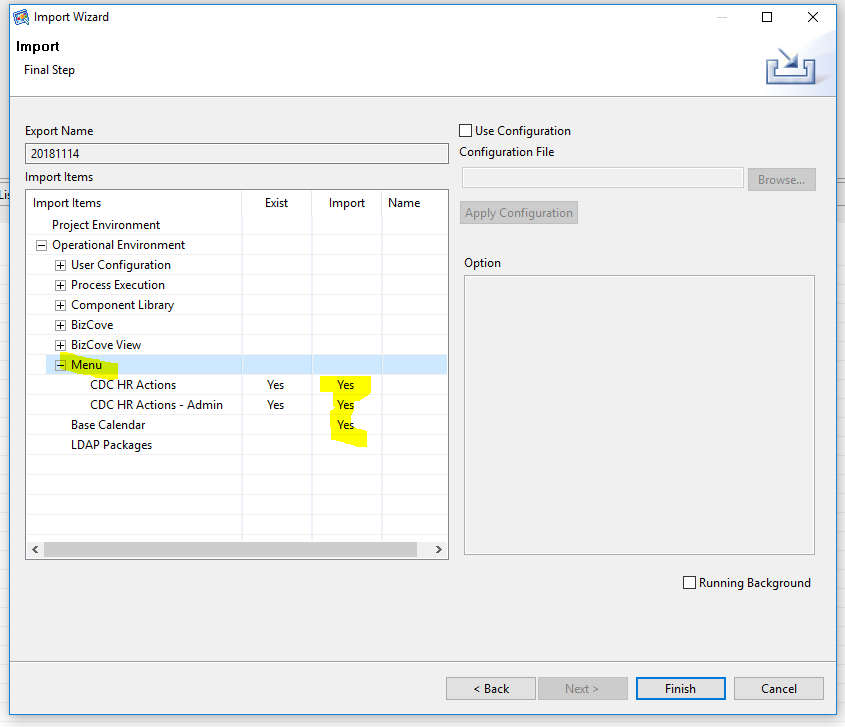 Import Wizard
Import
Final Step
Export Name
20181114
Import Items
Import Items Exist Import Name
Project Environment
Operational Environment
User Configuration
Process Execution
Component Library
BizCove
BizCove View
Menu
CDC HR Actions Yes Yes
CDC HR Actions - Admin Yes Yes
Base Calendar Yes
LDAP Packages
Use Configuration
Configuration File
Browse...
Apply Configuration
Option
Running Background
< Back Next > Finish Cancel